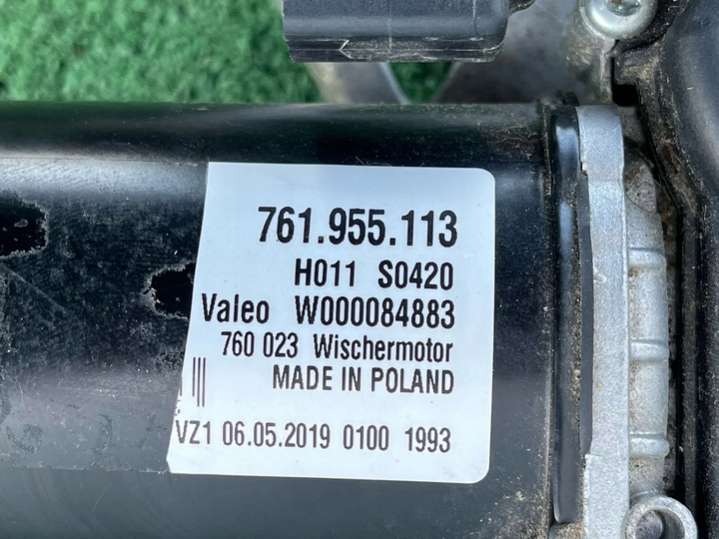 761.955.113
H011 S0420
Valeo W000084883
760 023 Wischermotor
MADE IN POLAND
VZ1 06.05.2019 0100 1993